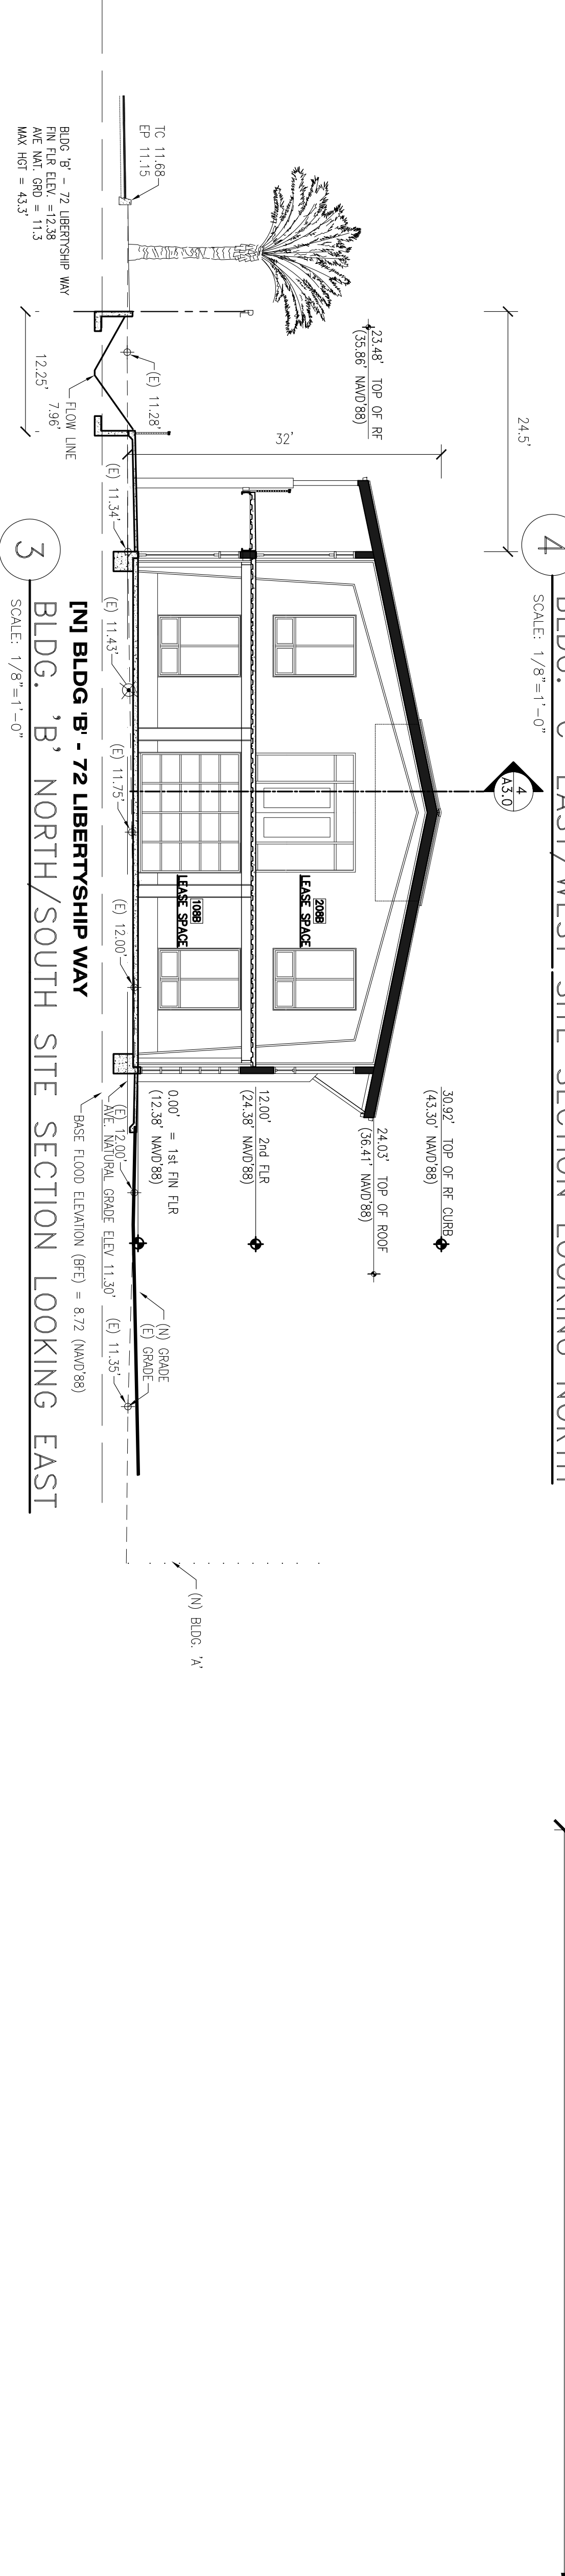 4
BLDG. 'C' EAST/WEST SITE SECTION LOOKING NORTH
SCALE: 1/8"=1'-0"
24.5'
4
A3.0
30.92' TOP OF RF CURB
(43.30' NAVD'88)
23.48' TOP OF RF
(35.86' NAVD'88)
24.03' TOP OF ROOF
(36.41' NAVD'88)
32'
208B
LEASE SPACE
12.00' 2nd FLR
(24.38' NAVD'88)
108B
LEASE SPACE
0.00' = 1st FIN FLR
(12.38' NAVD'88)
(N) BLDG. 'A'
TC 11.68
EP 11.15
(E) 11.28'
(E) 11.34'
(E) 11.43'
(E) 11.75'
(E) 12.00'
(E) 12.00'
(N) GRADE
(E) GRADE
(E) 11.35'
AVE. NATURAL GRADE ELEV 11.30'
BASE FLOOD ELEVATION (BFE) = 8.72 (NAVD'88)
FLOW LINE
7.96'
12.25'
BLDG 'B' - 72 LIBERTYSHIP WAY
FIN FLR ELEV. =12.38
AVE NAT. GRD = 11.3
MAX HGT = 43.3'
[N] BLDG 'B' - 72 LIBERTYSHIP WAY
3
BLDG. 'B' NORTH/SOUTH SITE SECTION LOOKING EAST
SCALE: 1/8"=1'-0"